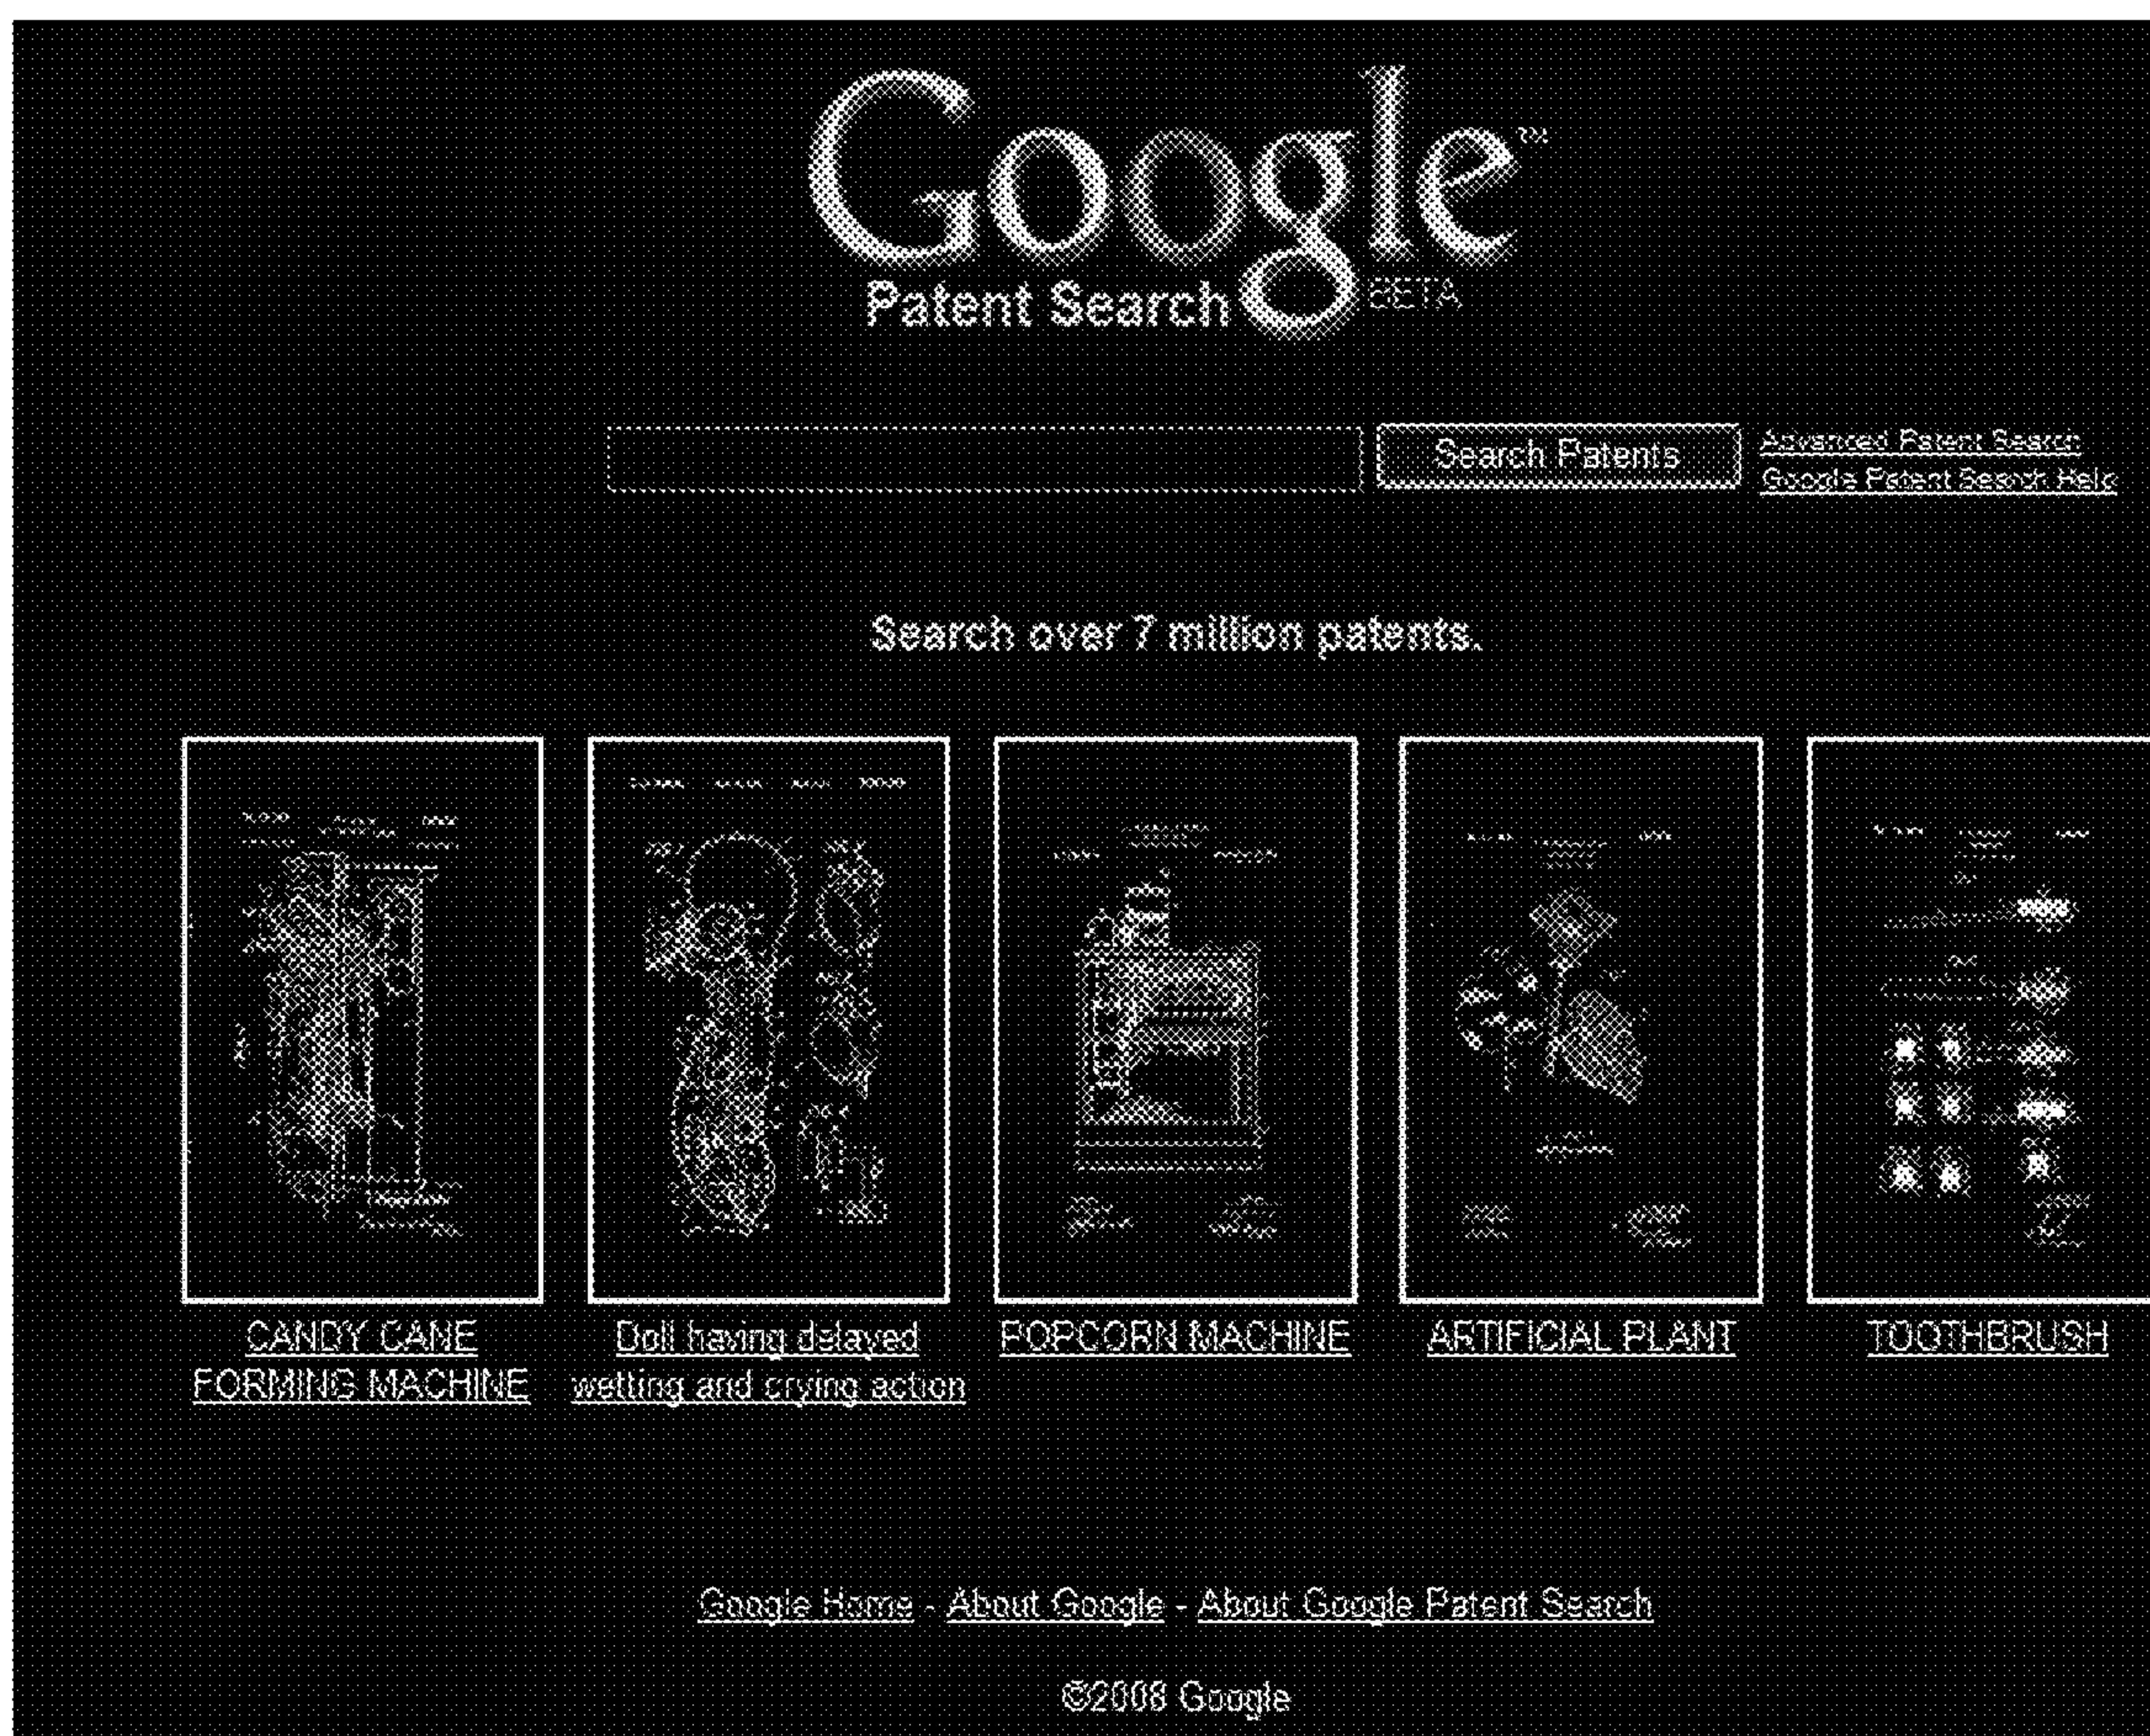 Google™
Patent Search BETA
Search Patents
Advanced Patent Search
Google Patent Search Help
Search over 7 million patents.
CANDY CANE
FORMING MACHINE
Doll having delayed
wetting and crying action
POPCORN MACHINE
ARTIFICIAL PLANT
TOOTHBRUSH
Google Home - About Google - About Google Patent Search
©2008 Google